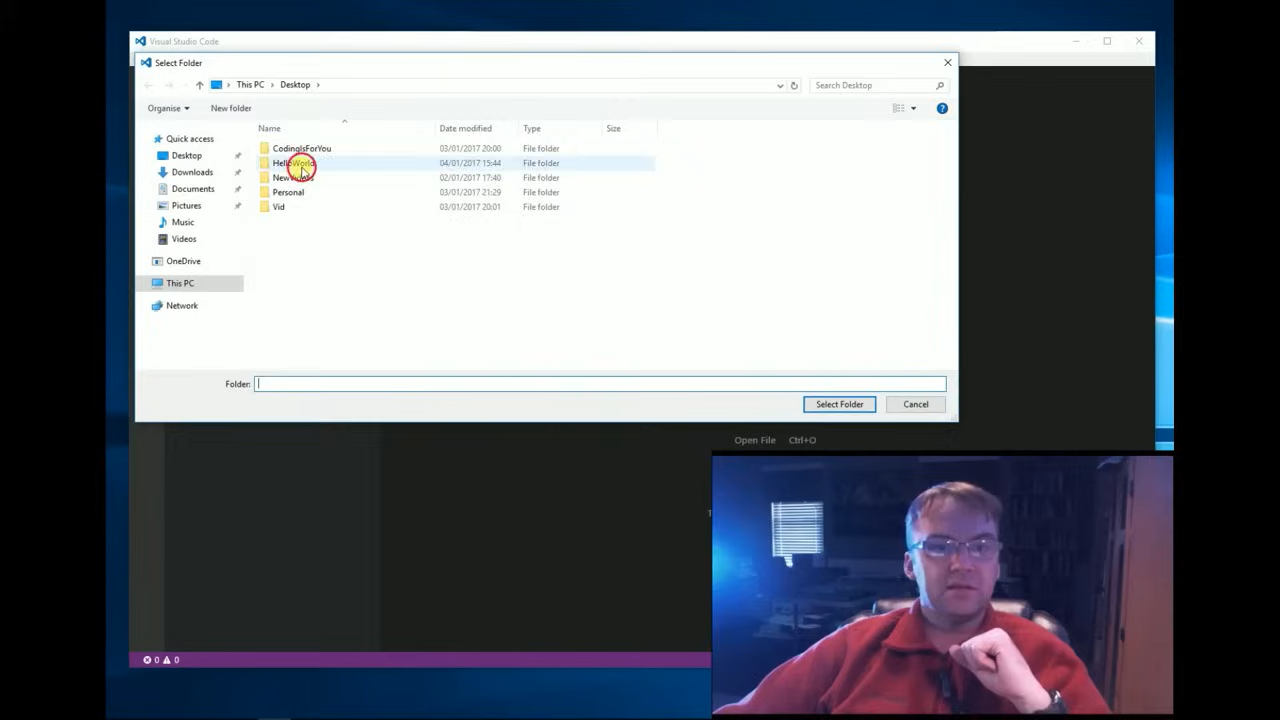 Visual Studio Code
Select Folder
This PC > Desktop >
Search Desktop
Organise
New folder
Name
Date modified
Type
Size
Quick access
Desktop
Downloads
Documents
Pictures
Music
Videos
OneDrive
This PC
Network
CodingIsForYou 03/01/2017 20:00 File folder
HelloWorld 04/01/2017 15:44 File folder
02/01/2017 17:40 File folder
Personal 03/01/2017 21:29 File folder
Vid 03/01/2017 20:01 File folder
Folder:
Select Folder
Cancel
Open File Ctrl+O
0 0